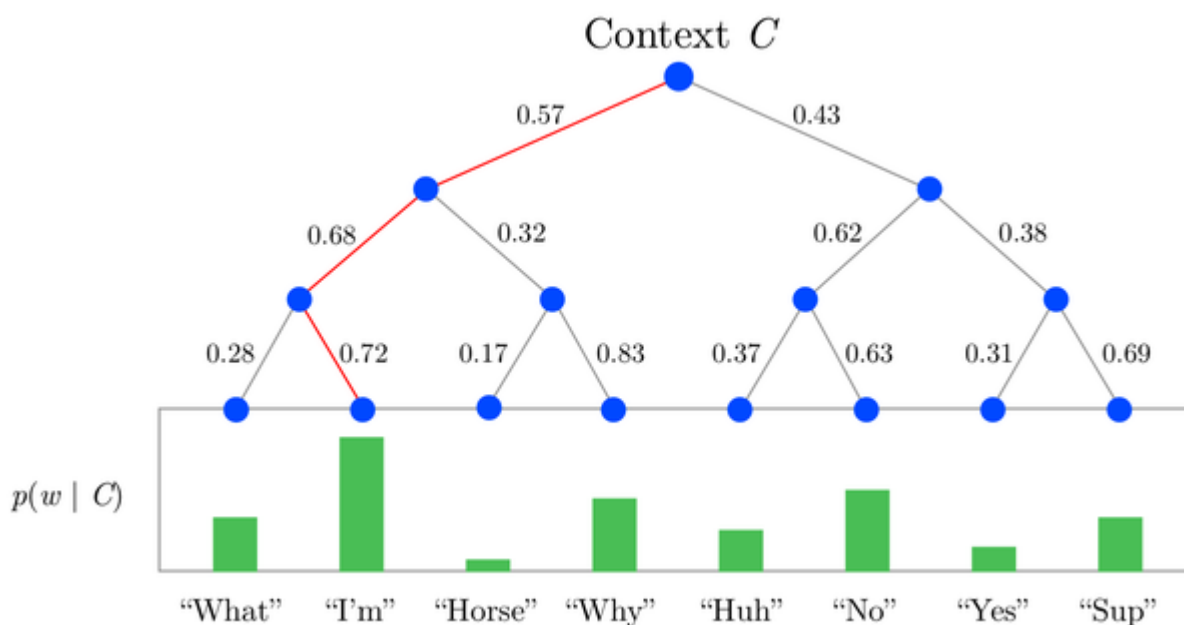 Context C
0.57 0.43
0.68 0.32 0.62 0.38
0.28 0.72 0.17 0.83 0.37 0.63 0.31 0.69
p(w | C)
“What” “I’m” “Horse” “Why” “Huh” “No” “Yes” “Sup”